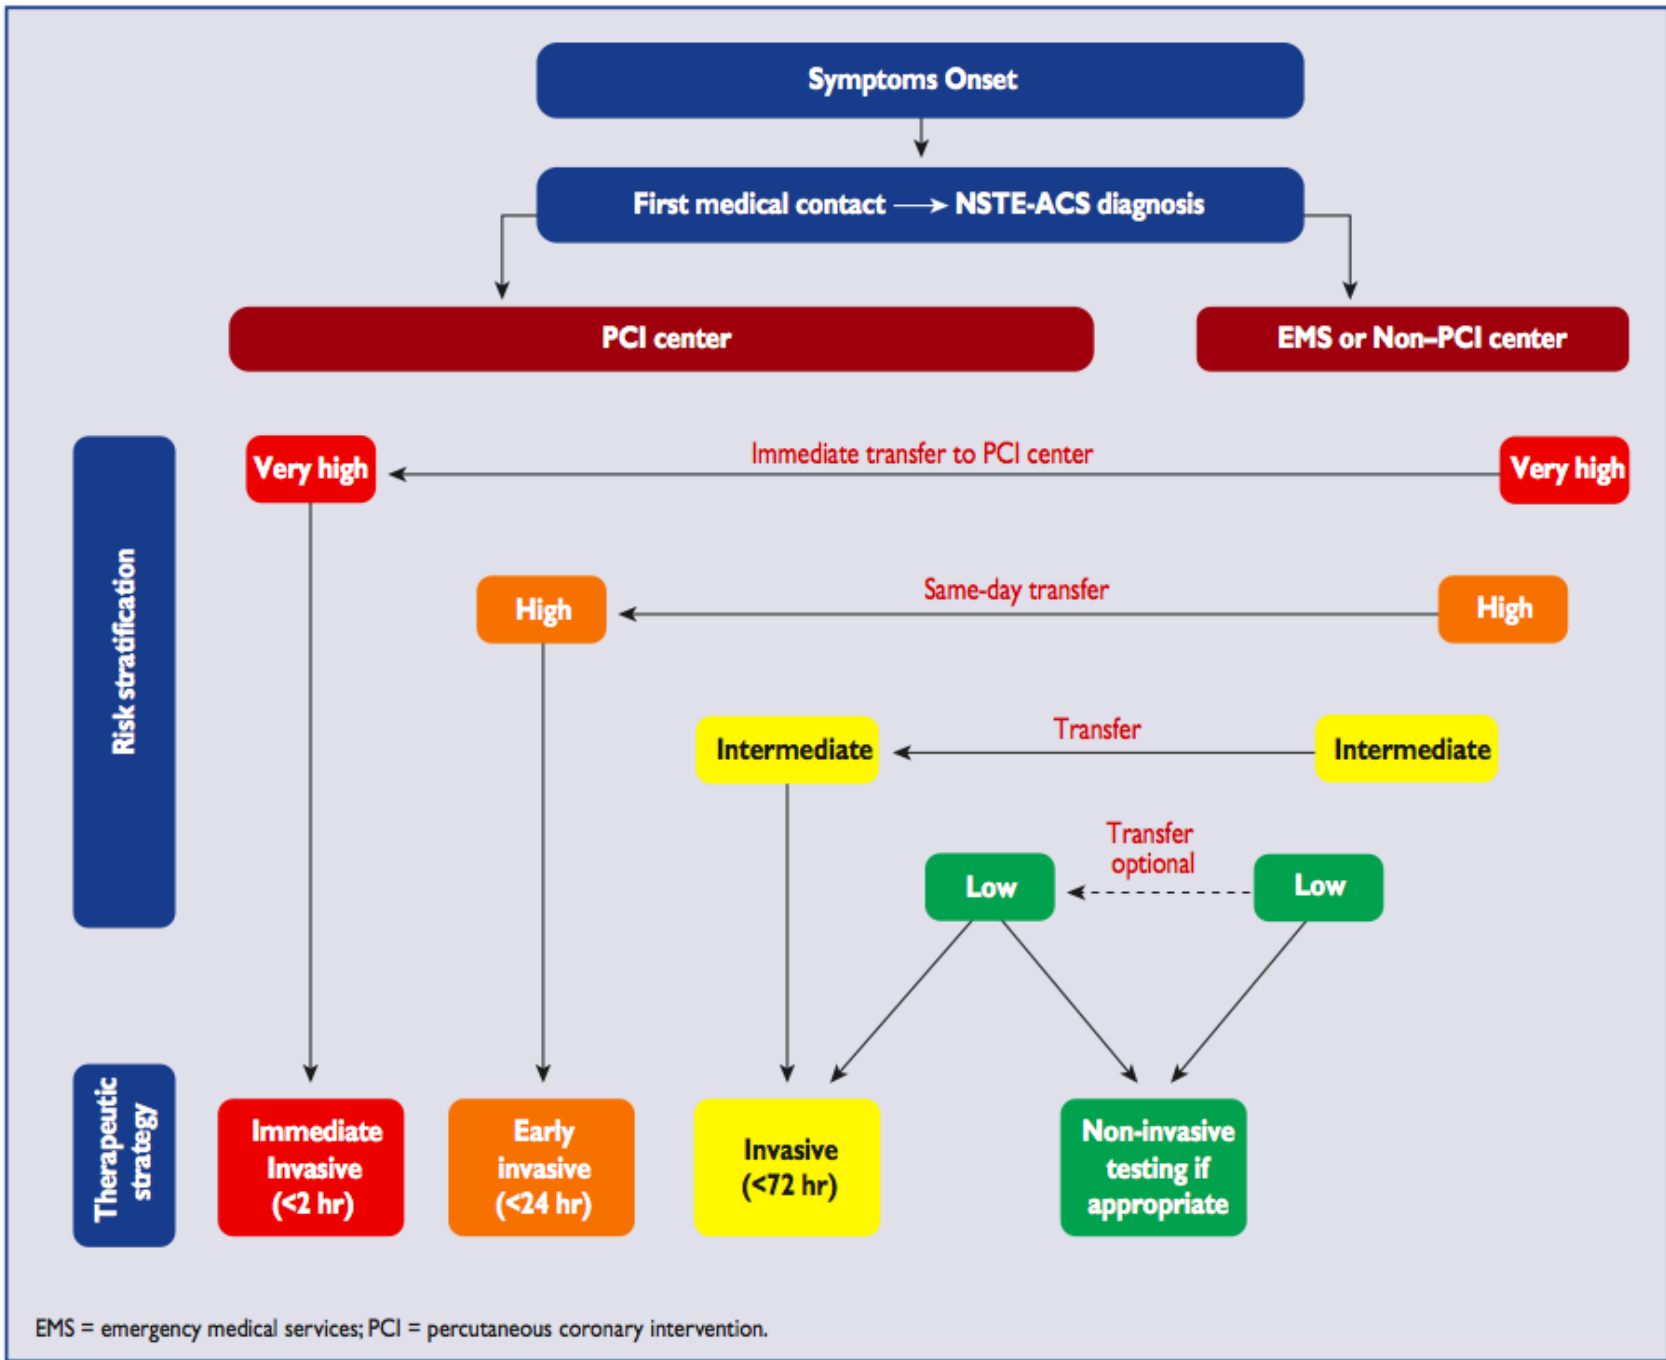 Symptoms Onset
First medical contact → NSTE-ACS diagnosis
PCI center
EMS or Non–PCI center
Risk stratification
Very high
Immediate transfer to PCI center
Very high
High
Same-day transfer
High
Intermediate
Transfer
Intermediate
Low
Transfer
optional
Low
Therapeutic
strategy
Immediate
Invasive
(<2 hr)
Early
invasive
(<24 hr)
Invasive
(<72 hr)
Non-invasive
testing if
appropriate
EMS = emergency medical services; PCI = percutaneous coronary intervention.